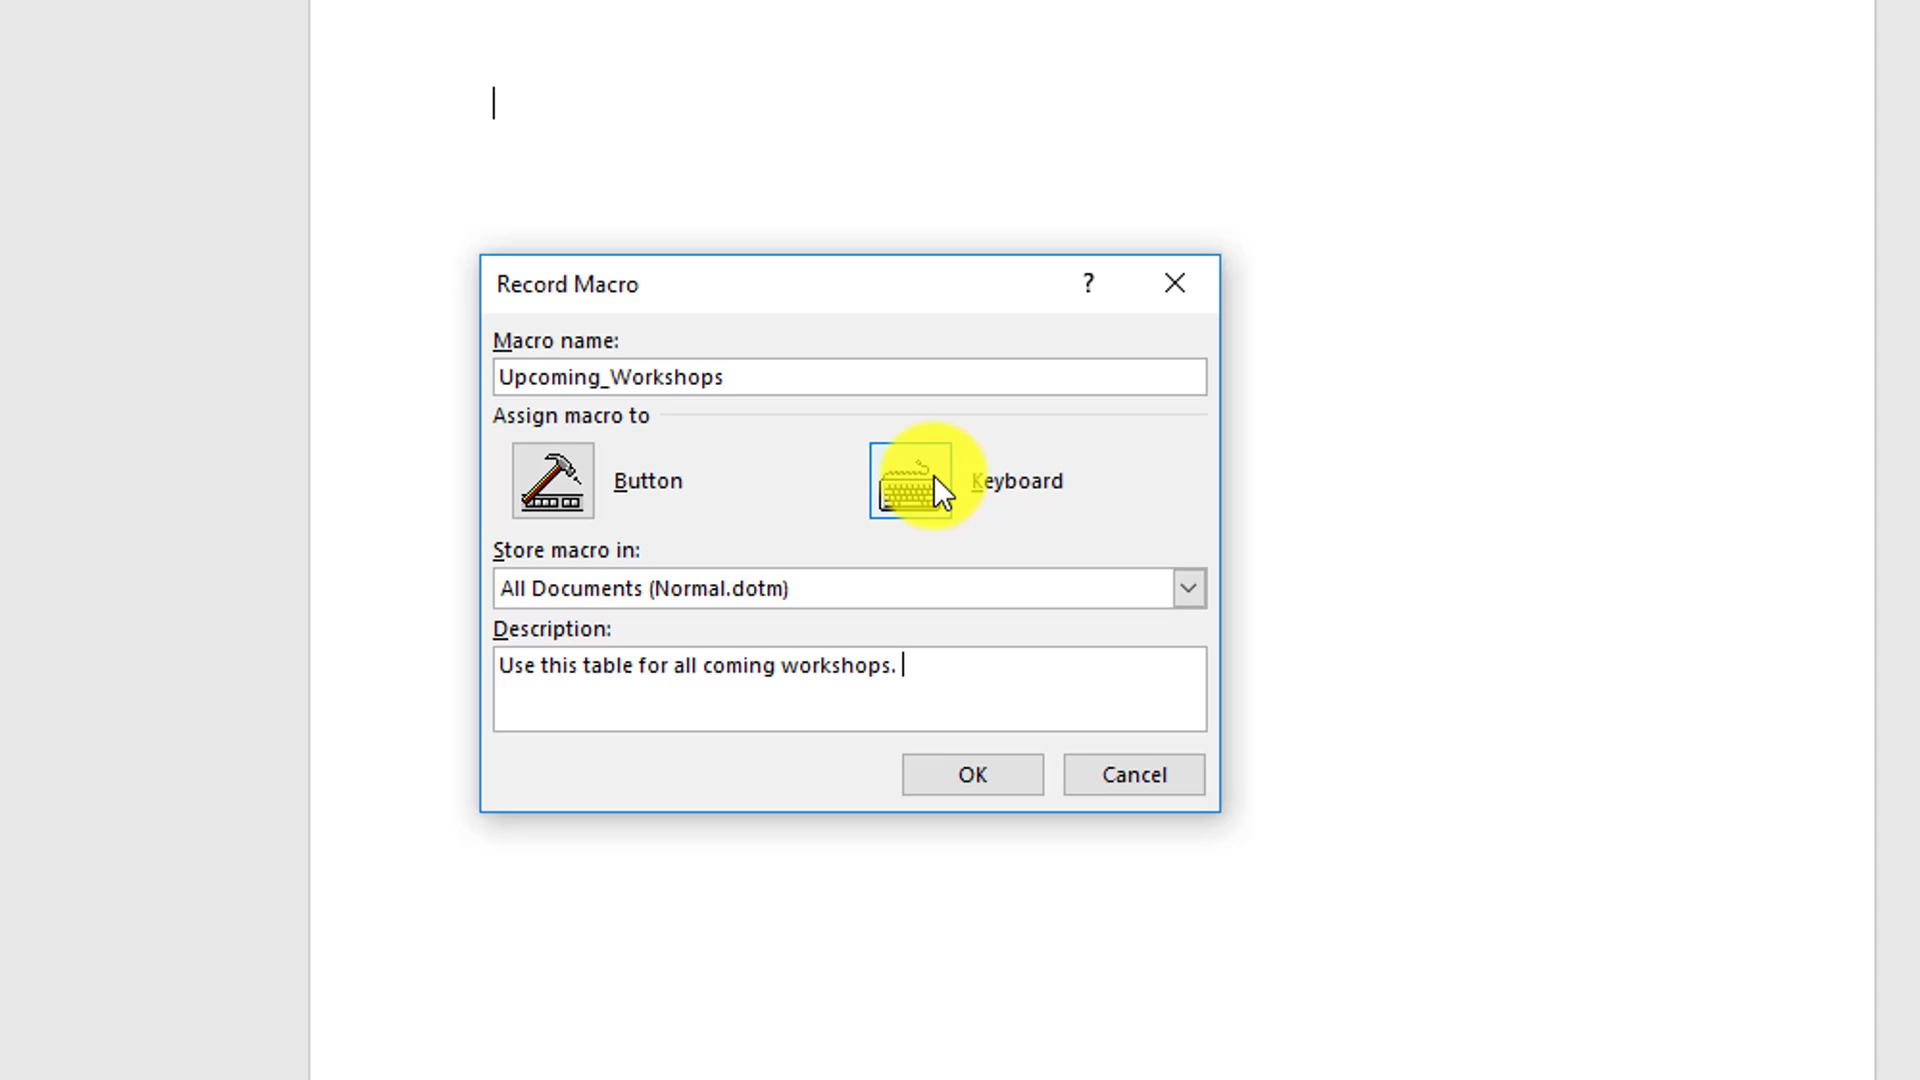 Record Macro
?
Macro name:
Upcoming_Workshops
Assign macro to
Button
Keyboard
Store macro in:
All Documents (Normal.dotm)
Description:
Use this table for all coming workshops.
OK
Cancel